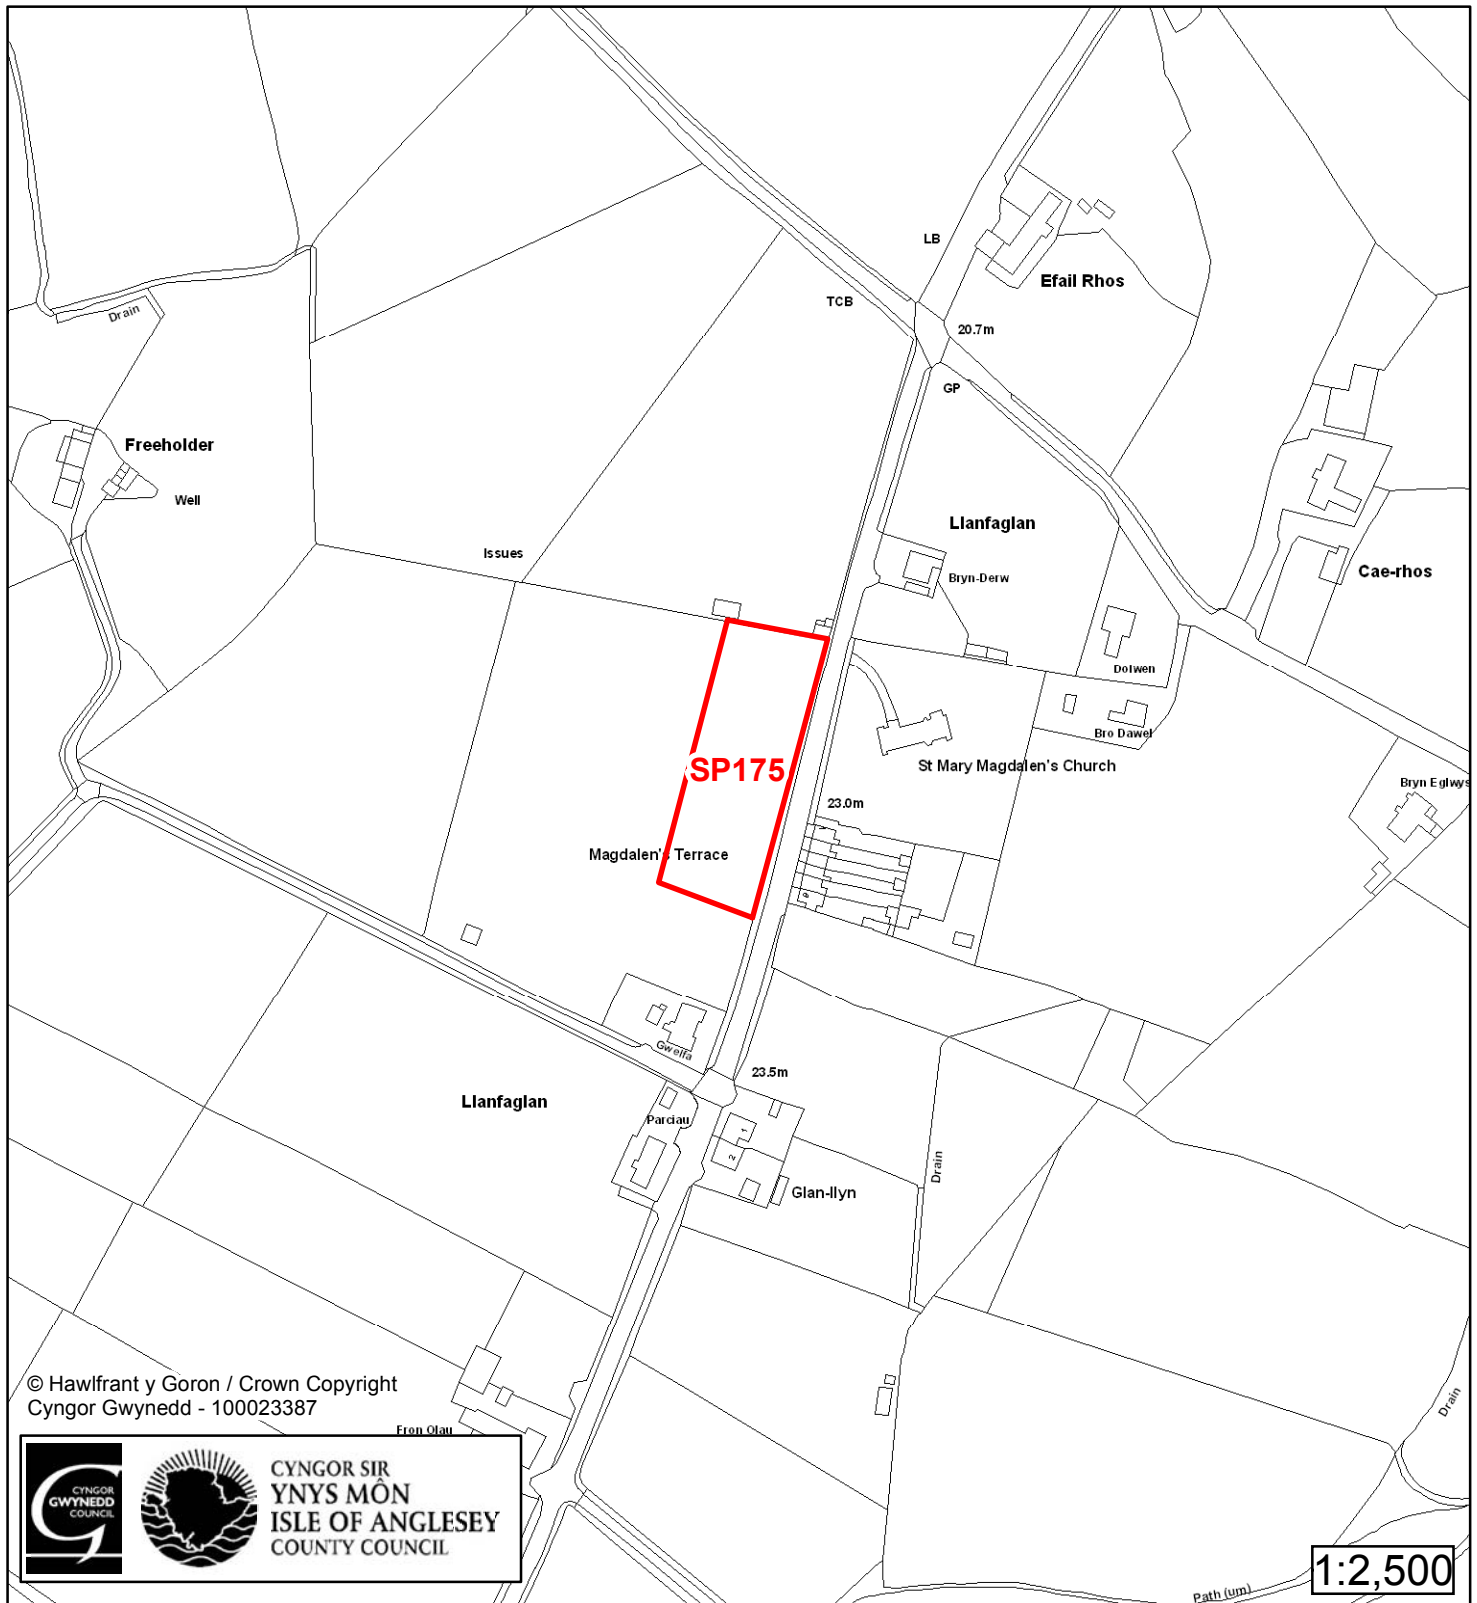 LB
Efail Rhos
TCB
20.7m
Drain
GP
Freeholder
Well
Llanfaglan
Issues
Cae-rhos
Bryn-Derw
Dolwen
Bro Dawel
SP175
St Mary Magdalen's Church
Bryn Eglwys
23.0m
Magdalen's Terrace
8
Gwelfa
23.5m
Llanfaglan
Parciau
1
2
Drain
Glan-llyn
© Hawlfrant y Goron / Crown Copyright
Cyngor Gwynedd - 100023387
Fron Olau
Drain
CYNGOR
GWYNEDD
COUNCIL
CYNGOR SIR
YNYS MÔN
ISLE OF ANGLESEY
COUNTY COUNCIL
Path (um)
1:2,500